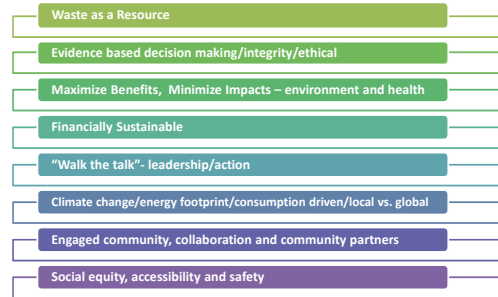 Waste as a Resource
Evidence based decision making/integrity/ethical
Maximize Benefits,  Minimize Impacts – environment and health
Financially Sustainable
“Walk the talk”- leadership/action
Climate change/energy footprint/consumption driven/local vs. global
Engaged community, collaboration and community partners
Social equity, accessibility and safety